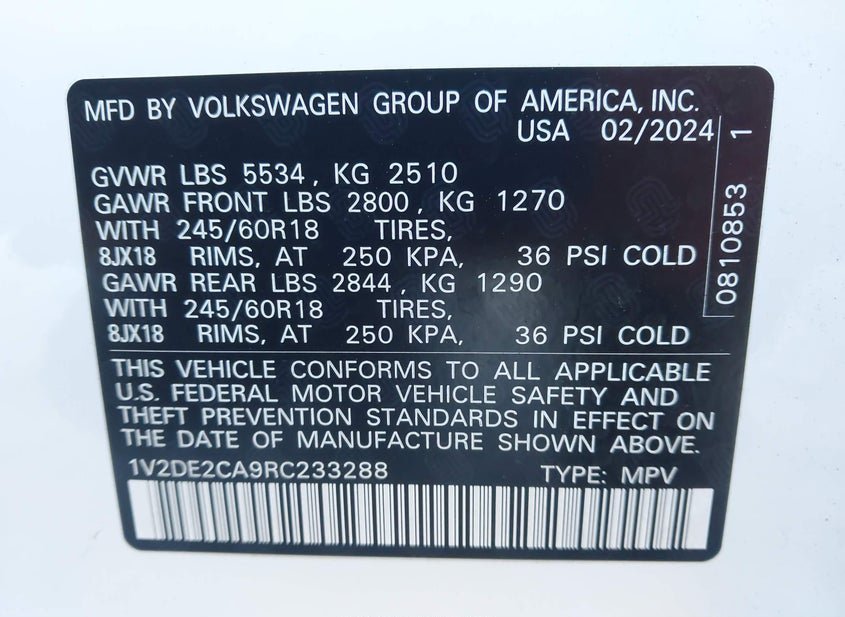 MFD BY VOLKSWAGEN GROUP OF AMERICA, INC.
USA 02/2024
GVWR LBS 5534, KG 2510
GAWR FRONT LBS 2800, KG 1270
WITH 245/60R18 TIRES,
8JX18 RIMS, AT 250 KPA, 36 PSI COLD
GAWR REAR LBS 2844, KG 1290
WITH 245/60R18 TIRES,
8JX18 RIMS, AT 250 KPA, 36 PSI COLD
0810853 1
THIS VEHICLE CONFORMS TO ALL APPLICABLE
U.S. FEDERAL MOTOR VEHICLE SAFETY AND
THEFT PREVENTION STANDARDS IN EFFECT ON
THE DATE OF MANUFACTURE SHOWN ABOVE.
1V2DE2CA9RC233288 TYPE: MPV